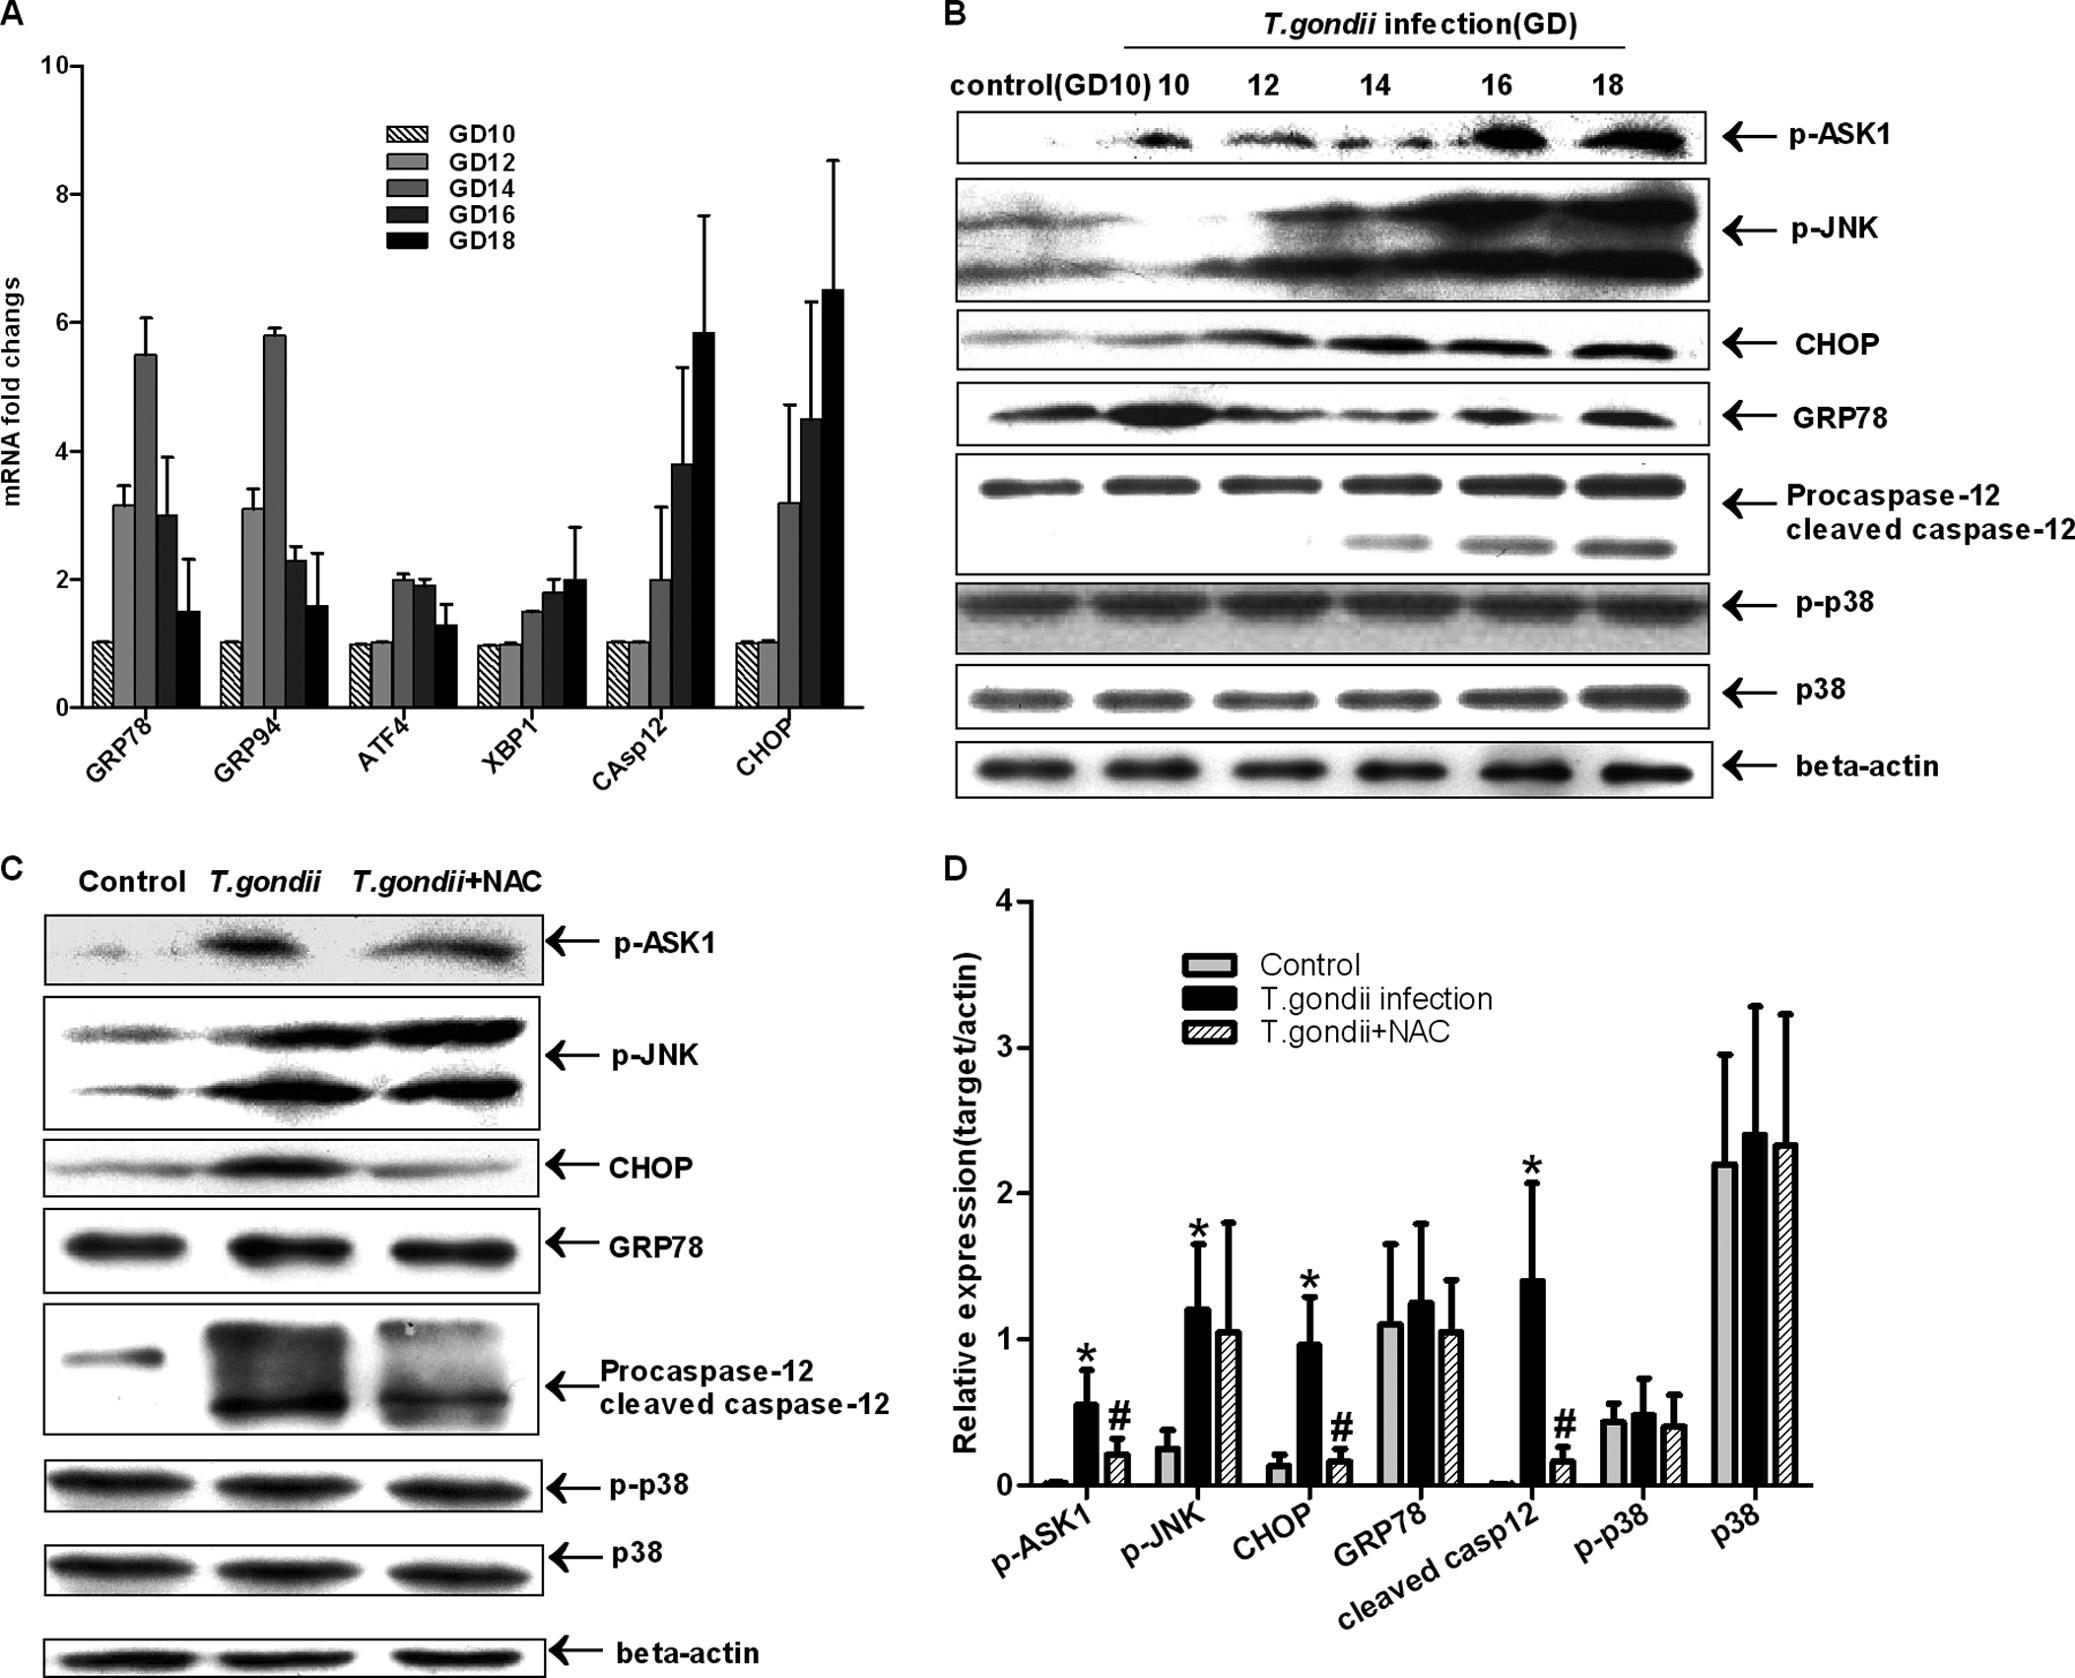 A
mRNA fold changs
10
8
6
4
2
0
GD10
GD12
GD14
GD16
GD18
GRP78
GRP94
ATF4
XBP1
CAsp12
CHOP
B
T.gondii infection(GD)
control(GD10) 10 12 14 16 18
p-ASK1
p-JNK
CHOP
GRP78
Procaspase-12
cleaved caspase-12
p-p38
p38
beta-actin
C
Control T.gondii T.gondii+NAC
p-ASK1
p-JNK
CHOP
GRP78
Procaspase-12
cleaved caspase-12
p-p38
p38
beta-actin
D
Relative expression(target/actin)
4
3
2
1
0
Control
T.gondii infection
T.gondii+NAC
* # * * # * #
p-ASK1
p-JNK
CHOP
GRP78
cleaved casp12
p-p38
p38